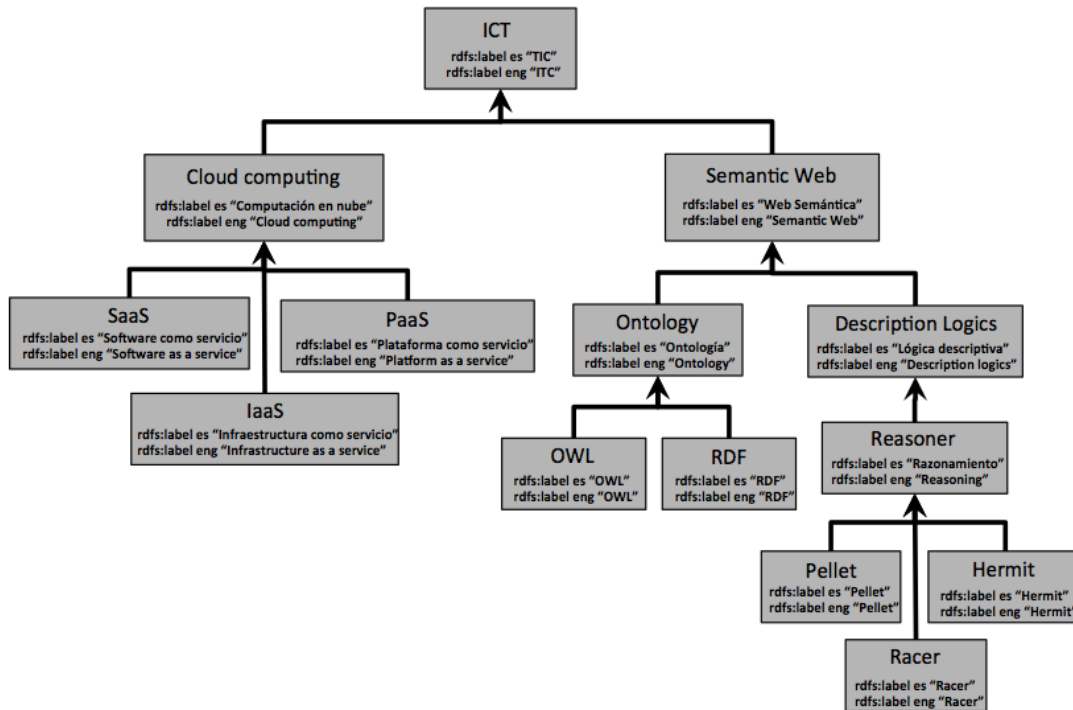 ICT
rdfs:label es “TIC”
rdfs:label eng “ITC”
Cloud computing
rdfs:label es “Computación en nube”
rdfs:label eng “Cloud computing”
Semantic Web
rdfs:label es “Web Semántica”
rdfs:label eng “Semantic Web”
SaaS
rdfs:label es “Software como servicio”
rdfs:label eng “Software as a service”
PaaS
rdfs:label es “Plataforma como servicio”
rdfs:label eng “Platform as a service”
IaaS
rdfs:label es “Infraestructura como servicio”
rdfs:label eng “Infrastructure as a service”
Ontology
rdfs:label es “Ontología”
rdfs:label eng “Ontology”
Description Logics
rdfs:label es “Lógica descriptiva”
rdfs:label eng “Description logics”
OWL
rdfs:label es “OWL”
rdfs:label eng “OWL”
RDF
rdfs:label es “RDF”
rdfs:label eng “RDF”
Reasoner
rdfs:label es “Razonamiento”
rdfs:label eng “Reasoning”
Pellet
rdfs:label es “Pellet”
rdfs:label eng “Pellet”
Hermit
rdfs:label es “Hermit”
rdfs:label eng “Hermit”
Racer
rdfs:label es “Racer”
rdfs:label eng “Racer”